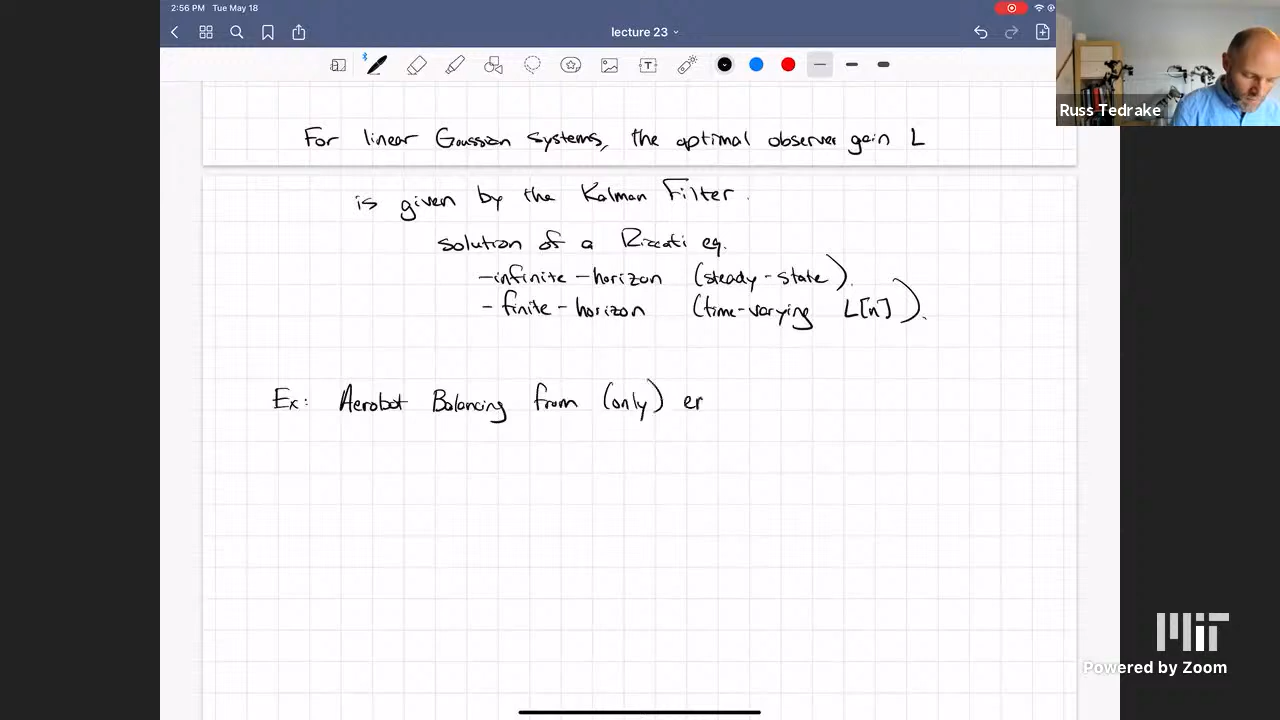 2:56 PM Tue May 18
lecture 23
T
Russ Tedrake
For linear Gaussian systems, the optimal observer gain L
is given by the Kalman Filter.
solution of a Riccati eq.
-infinite-horizon (steady-state).
- finite-horizon (time-varying L[n]).
Ex: Acrobot Balancing from (only) er
MIT
Powered by Zoom